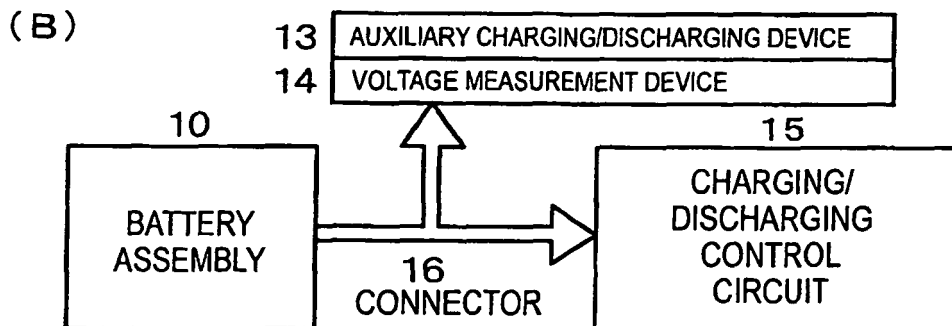 (B)
13 AUXILIARY CHARGING/DISCHARGING DEVICE
14 VOLTAGE MEASUREMENT DEVICE
10
15
BATTERY
ASSEMBLY
16
CONNECTOR
CHARGING/
DISCHARGING
CONTROL
CIRCUIT